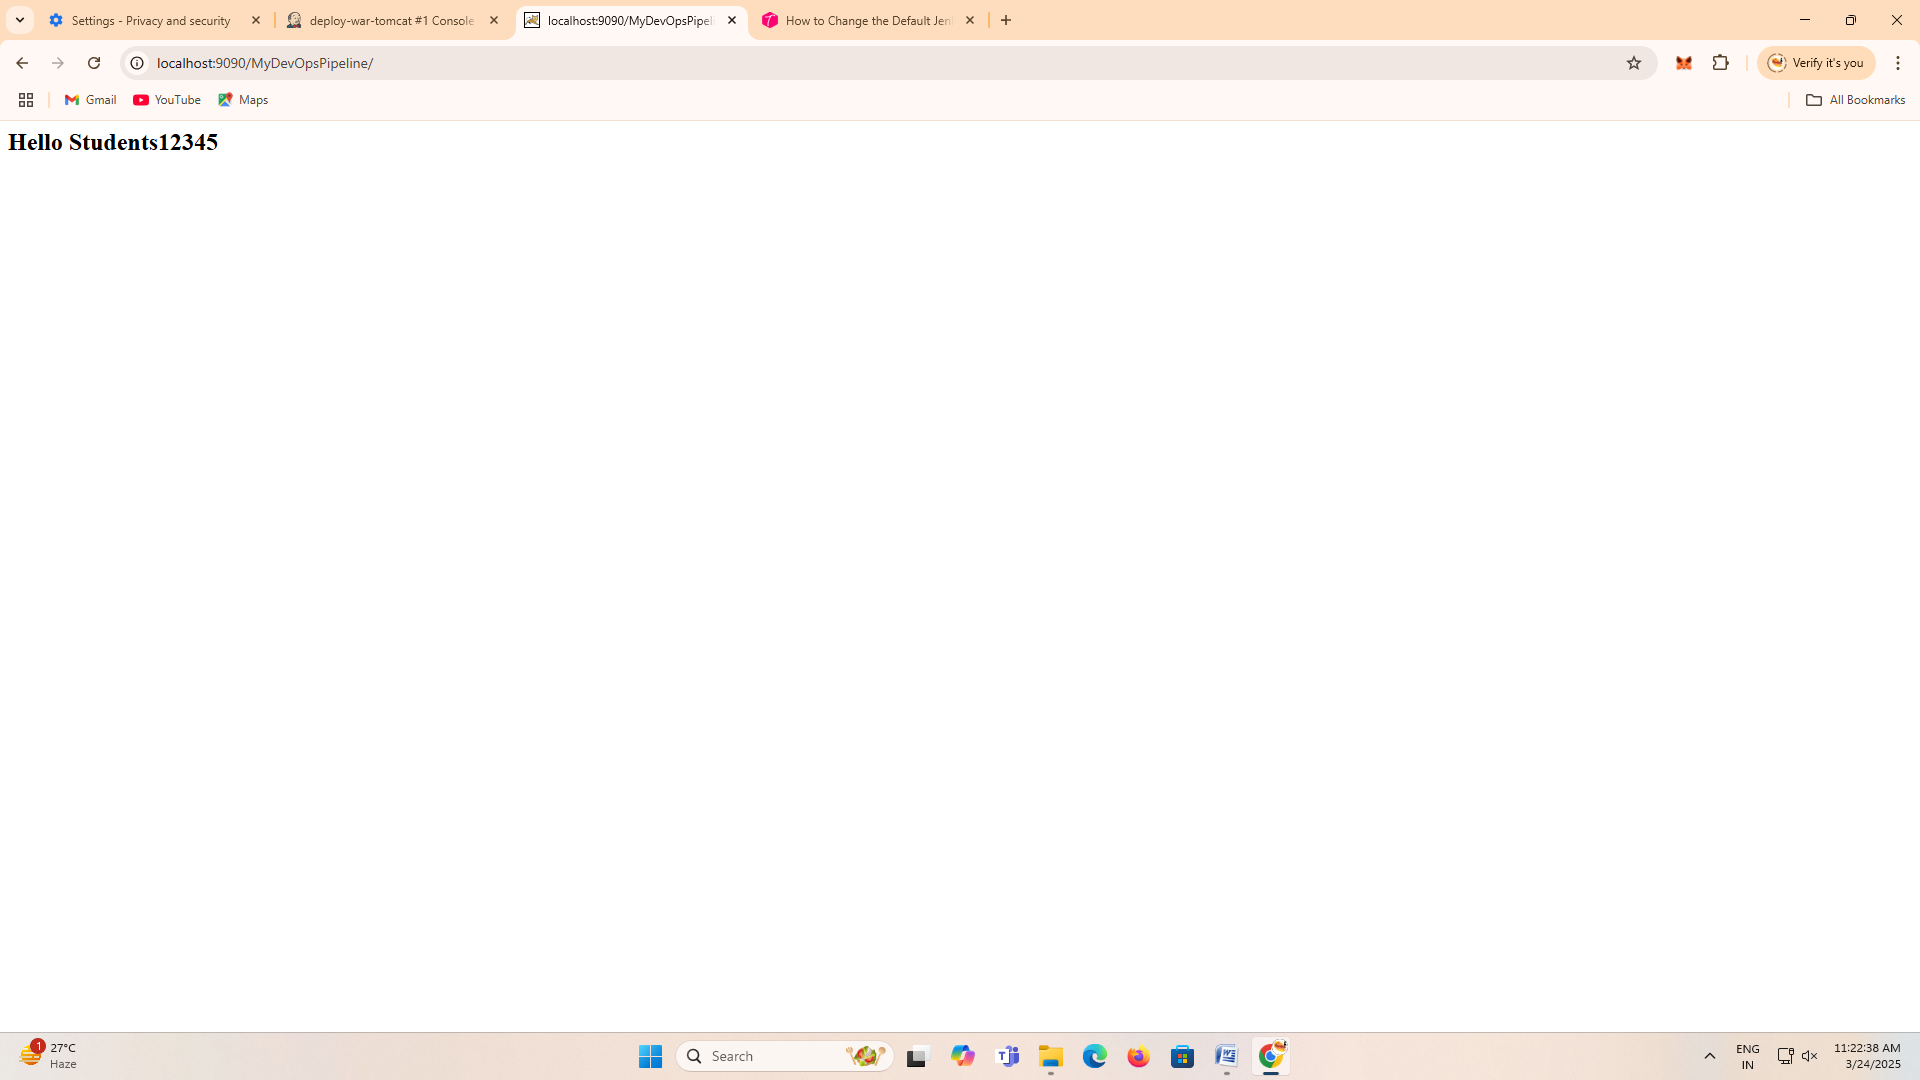 Settings - Privacy and security
deploy-war-tomcat #1 Console
localhost:9090/MyDevOpsPipeli
How to Change the Default Jen
localhost:9090/MyDevOpsPipeline/
Verify it's you
Gmail
YouTube
Maps
All Bookmarks
Hello Students12345
1
27°C
Haze
Search
ENG
IN
11:22:38 AM
3/24/2025